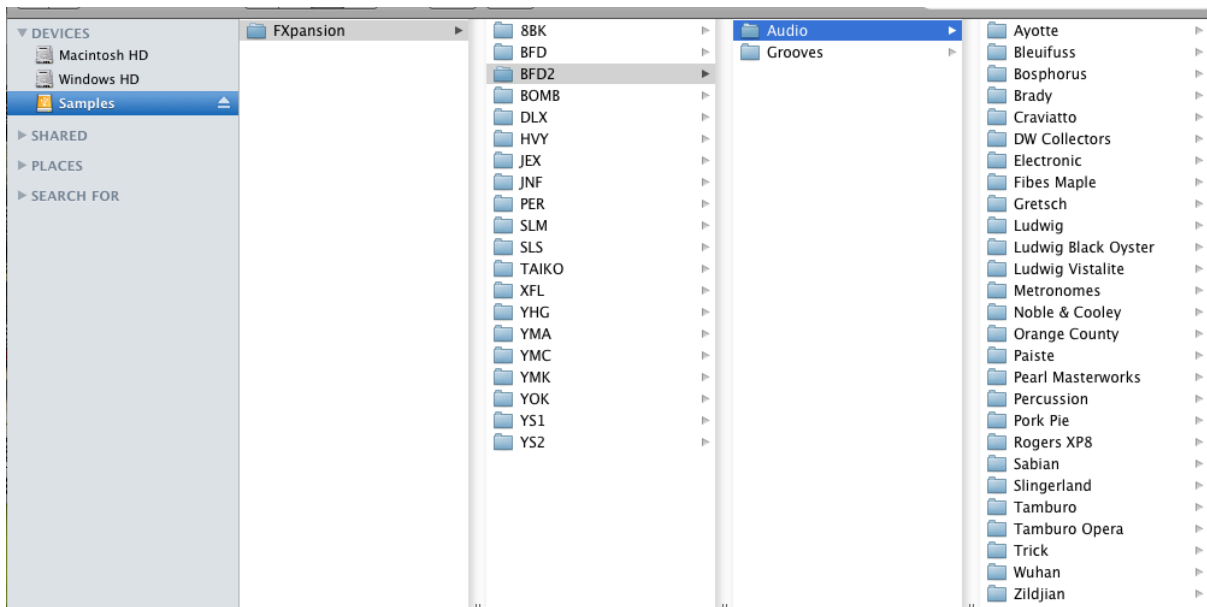 DEVICES
Macintosh HD
Windows HD
Samples
SHARED
PLACES
SEARCH FOR
FXpansion
8BK
BFD
BFD2
BOMB
DLX
HVY
JEX
JNF
PER
SLM
SLS
TAIKO
XFL
YHG
YMA
YMC
YMK
YOK
YS1
YS2
Audio
Grooves
Ayotte
Bleuifuss
Bosphorus
Brady
Craviatto
DW Collectors
Electronic
Fibes Maple
Gretsch
Ludwig
Ludwig Black Oyster
Ludwig Vistalite
Metronomes
Noble & Cooley
Orange County
Paiste
Pearl Masterworks
Percussion
Pork Pie
Rogers XP8
Sabian
Slingerland
Tamburo
Tamburo Opera
Trick
Wuhan
Zildjian